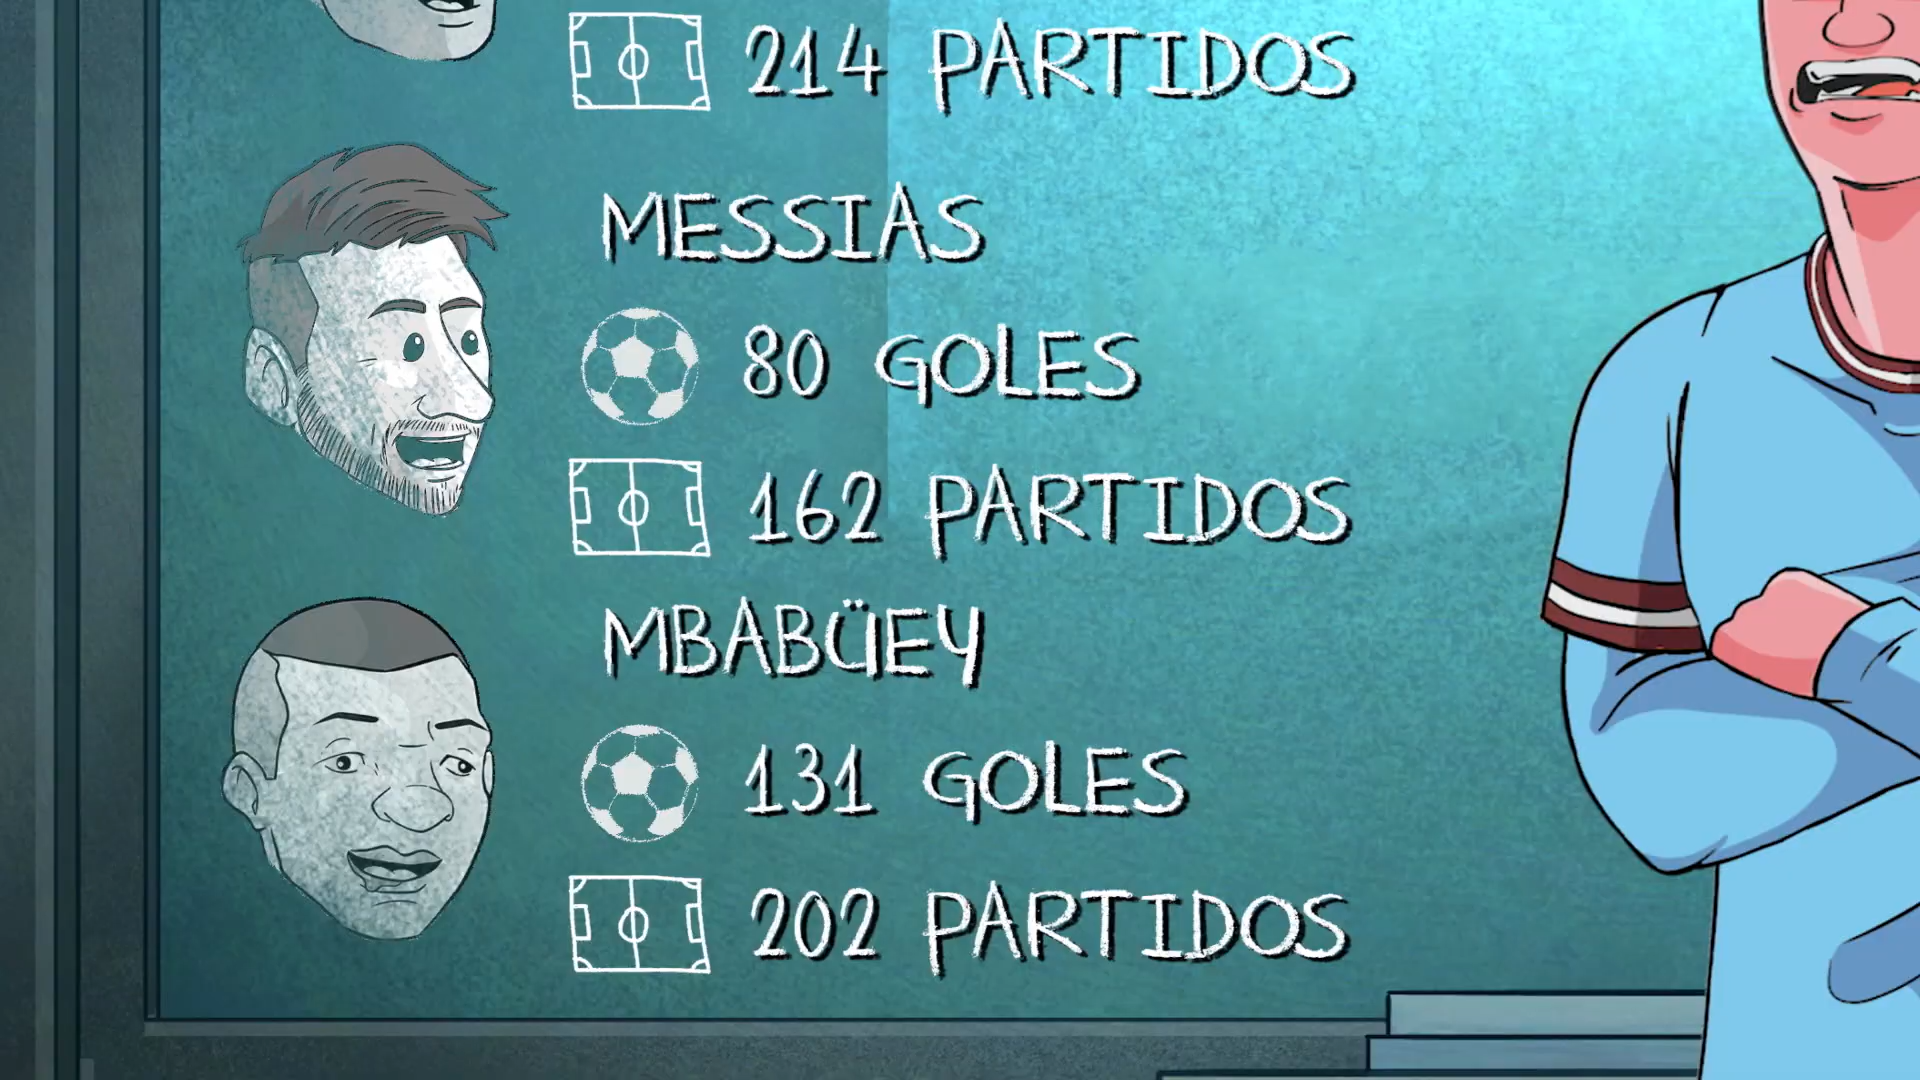 214 PARTIDOS
MESSIAS
80 GOLES
162 PARTIDOS
MBABÜEY
131 GOLES
202 PARTIDOS